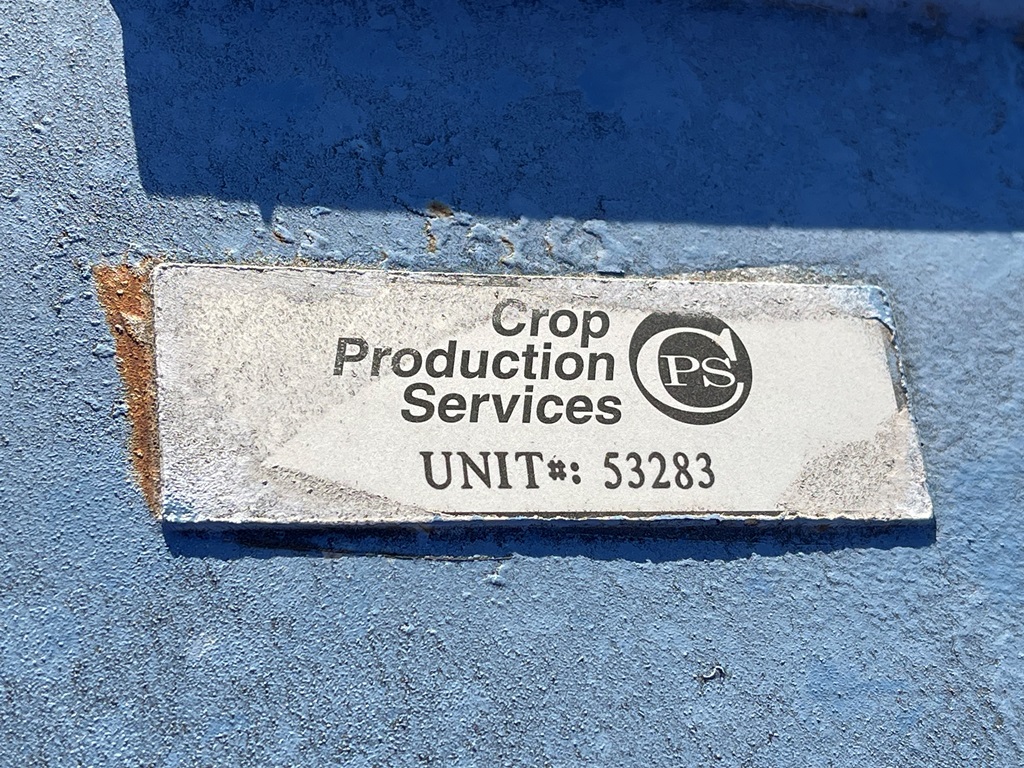 Crop
Production
Services
CPS
UNIT#: 53283